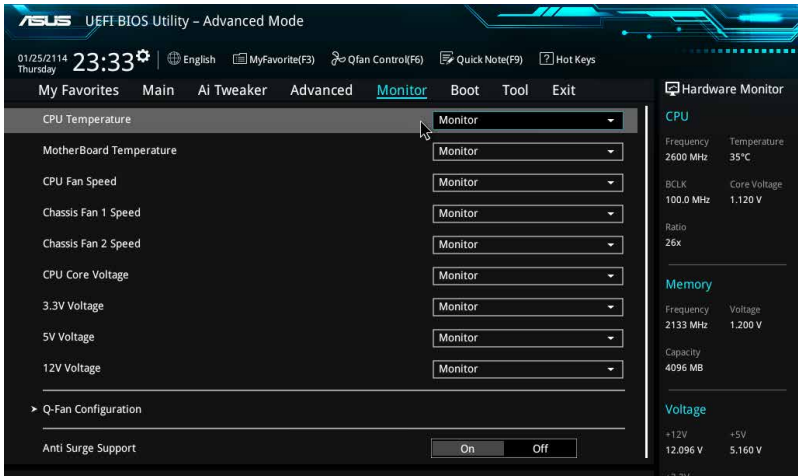 ASUS UEFI BIOS Utility – Advanced Mode
01/25/2114 Thursday 23:33 English MyFavorite(F3) Qfan Control(F6) Quick Note(F9) ? Hot Keys
My Favorites Main Ai Tweaker Advanced Monitor Boot Tool Exit
CPU Temperature Monitor
MotherBoard Temperature Monitor
CPU Fan Speed Monitor
Chassis Fan 1 Speed Monitor
Chassis Fan 2 Speed Monitor
CPU Core Voltage Monitor
3.3V Voltage Monitor
5V Voltage Monitor
12V Voltage Monitor
Q-Fan Configuration
Anti Surge Support On Off
Hardware Monitor
CPU
Frequency Temperature
2600 MHz 35°C
BCLK Core Voltage
100.0 MHz 1.120 V
Ratio
26x
Memory
Frequency Voltage
2133 MHz 1.200 V
Capacity
4096 MB
Voltage
+12V +5V
12.096 V 5.160 V